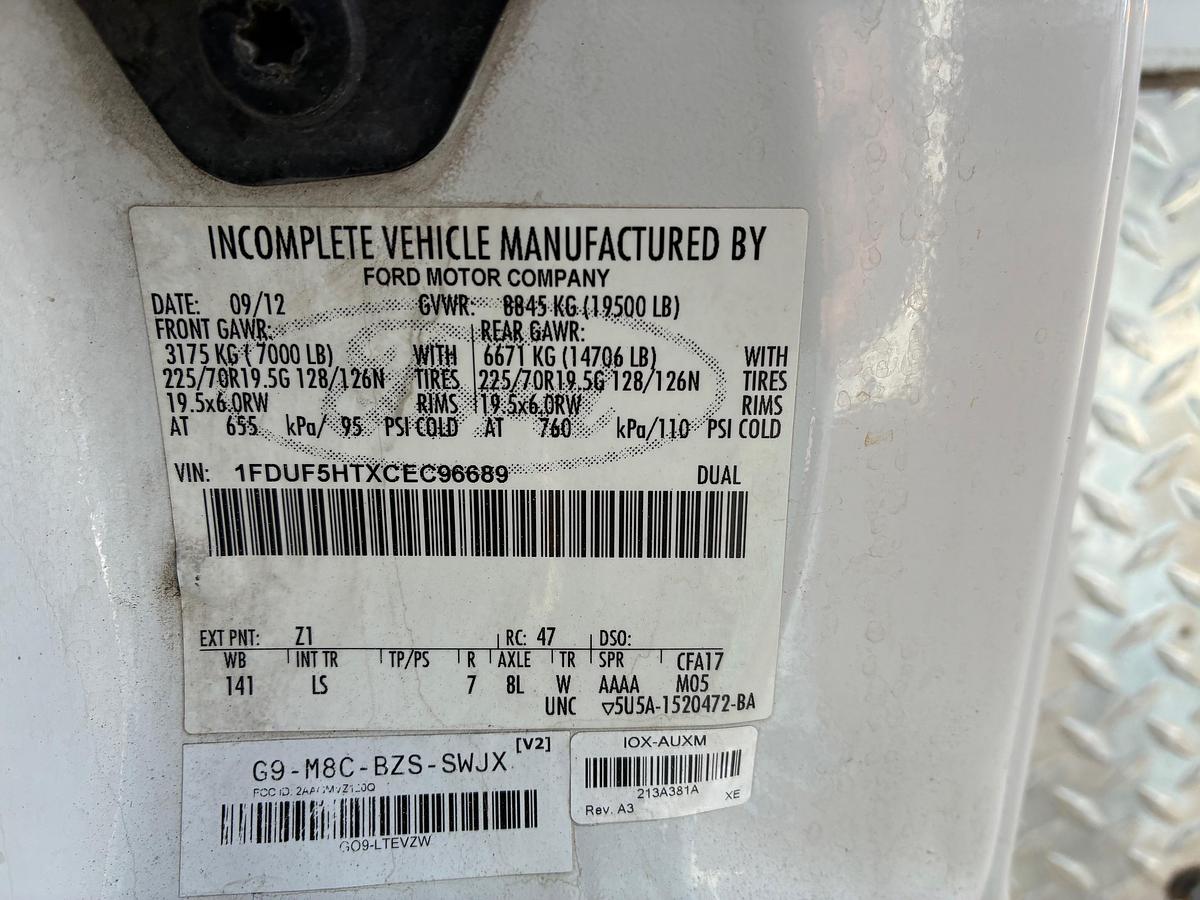 INCOMPLETE VEHICLE MANUFACTURED BY
FORD MOTOR COMPANY
DATE: 09/12 GVWR: 8845 KG (19500 LB)
FRONT GAWR: REAR GAWR:
3175 KG ( 7000 LB) WITH 6671 KG (14706 LB) WITH
225/70R19.5G 128/126N TIRES 225/70R19.5G 128/126N TIRES
19.5x6.0RW RIMS 19.5x6.0RW RIMS
AT 655 kPa/ 95 PSI COLD AT 760 kPa/110 PSI COLD
VIN: 1FDUF5HTXCEC96689 DUAL
EXT PNT: Z1 RC: 47 DSO:
WB INT TR TP/PS R AXLE TR SPR CFA17
141 LS 7 8L W AAAA M05
UNC ▽5U5A-1520472-BA
[V2]
G9-M8C-BZS-SWJX
FCC ID:
GO9-LTEVZW
IOX-AUXM
213A381A
Rev. A3 XE